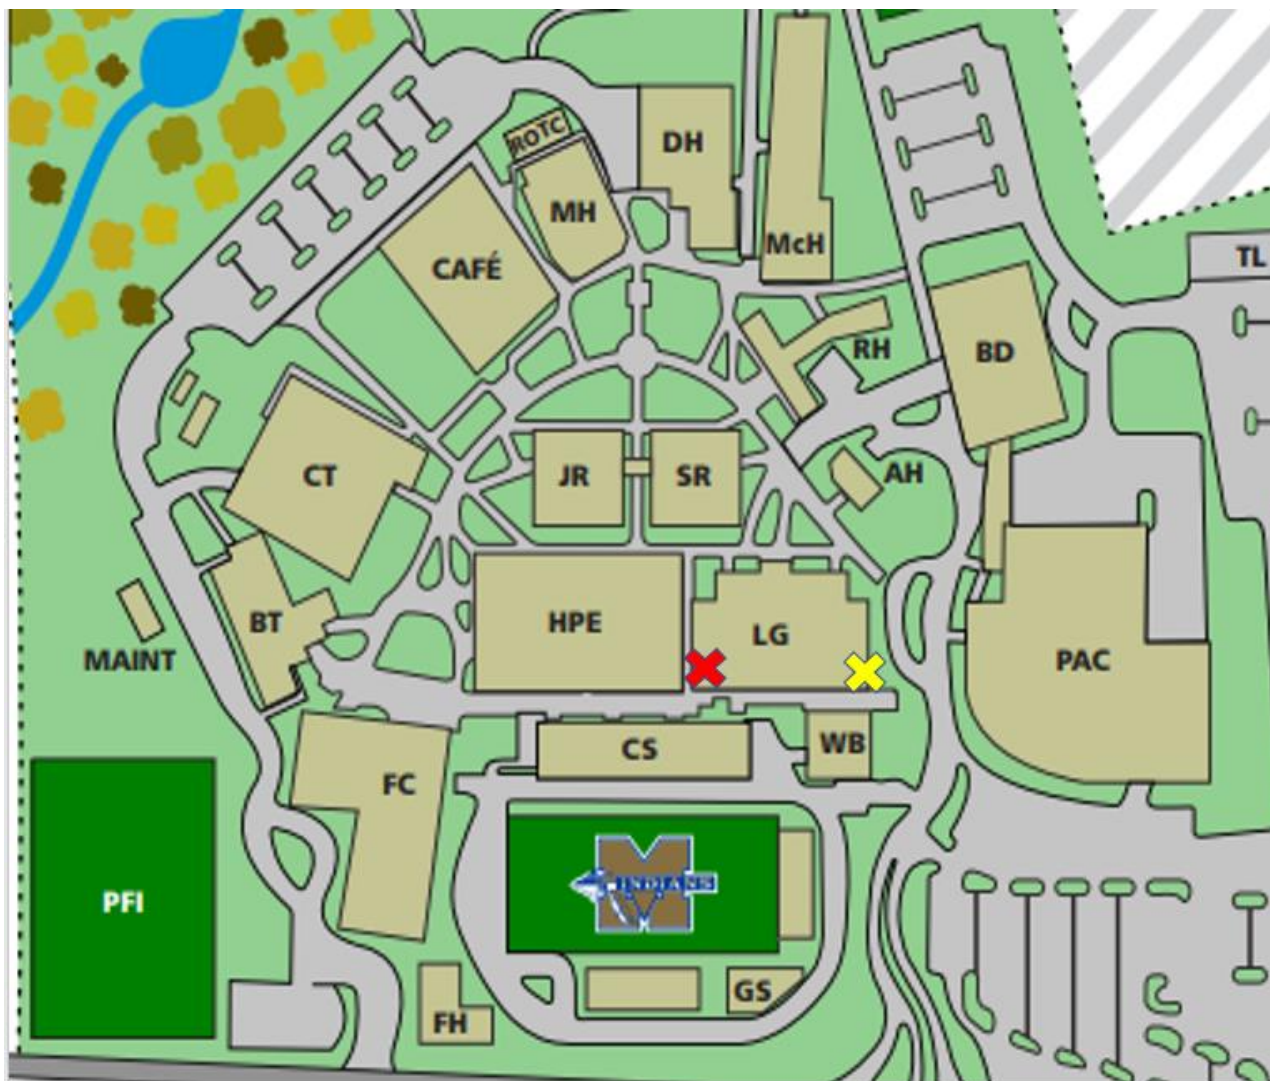 ROTC
DH
MH
McH
CAFÉ
TL
RH
BD
CT
JR
SR
AH
BT
HPE
LG
MAINT
PAC
CS
WB
FC
INDIANS
M
PFI
GS
FH